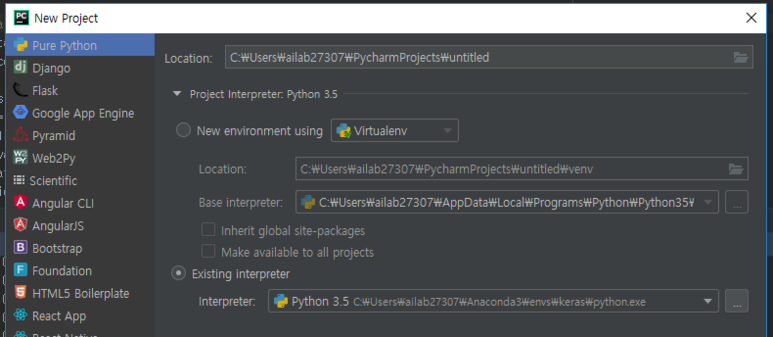 New Project
Pure Python
Django
Flask
Google App Engine
Pyramid
Web2Py
Scientific
Angular CLI
AngularJS
Bootstrap
Foundation
HTML5 Boilerplate
React App
React Native
Location: C:₩Users₩ailab27307₩PycharmProjects₩untitled
Project Interpreter: Python 3.5
New environment using Virtualenv
Location: C:₩Users₩ailab27307₩PycharmProjects₩untitled₩venv
Base interpreter: C:₩Users₩ailab27307₩AppData₩Local₩Programs₩Python₩Python35₩ ...
Inherit global site-packages
Make available to all projects
Existing interpreter
Interpreter: Python 3.5 C:₩Users₩ailab27307₩Anaconda3₩envs₩keras₩python.exe ...